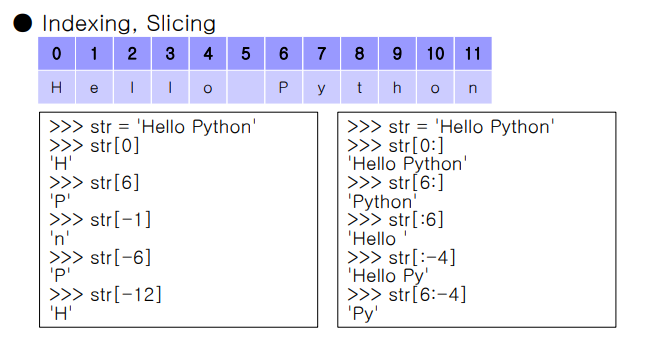 ● Indexing, Slicing
0 1 2 3 4 5 6 7 8 9 10 11
H e l l o P y t h o n
>>> str = 'Hello Python'
>>> str[0]
'H'
>>> str[6]
'P'
>>> str[-1]
'n'
>>> str[-6]
'P'
>>> str[-12]
'H'
>>> str = 'Hello Python'
>>> str[0:]
'Hello Python'
>>> str[6:]
'Python'
>>> str[:6]
'Hello '
>>> str[:-4]
'Hello Py'
>>> str[6:-4]
'Py'